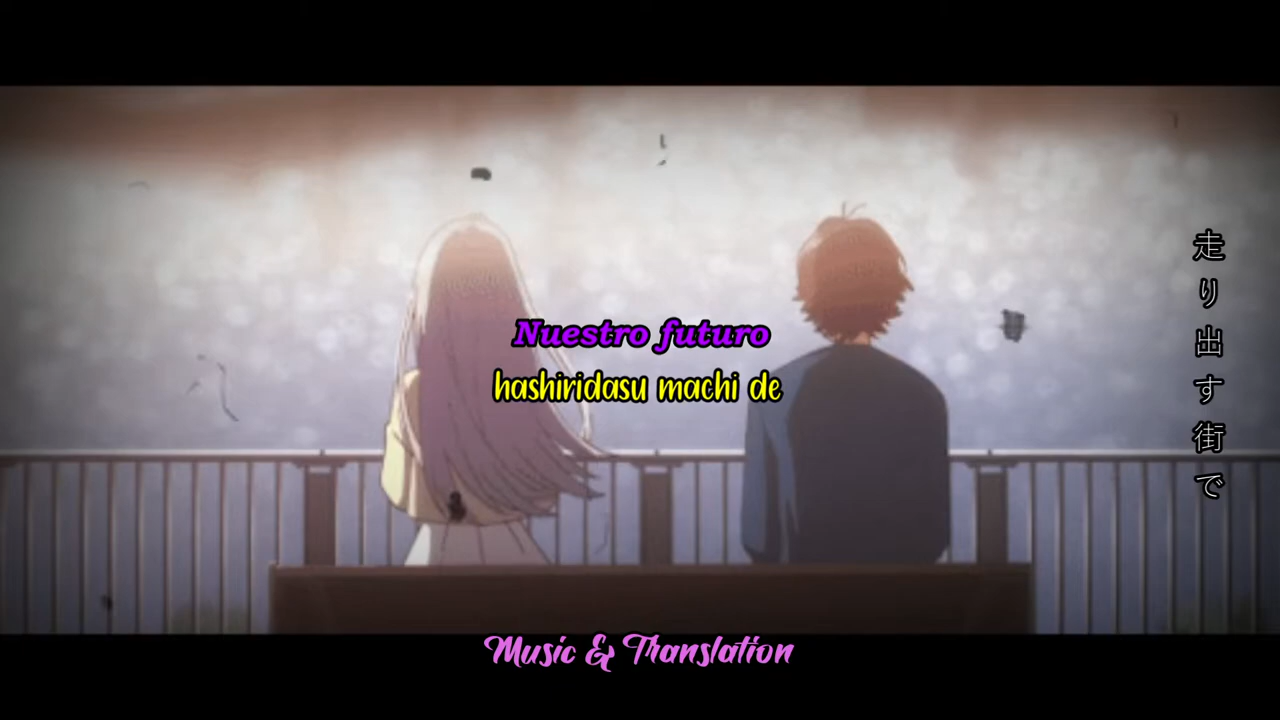 Nuestro futuro
hashiridasu machi de
走り出す街で
Music & Translation